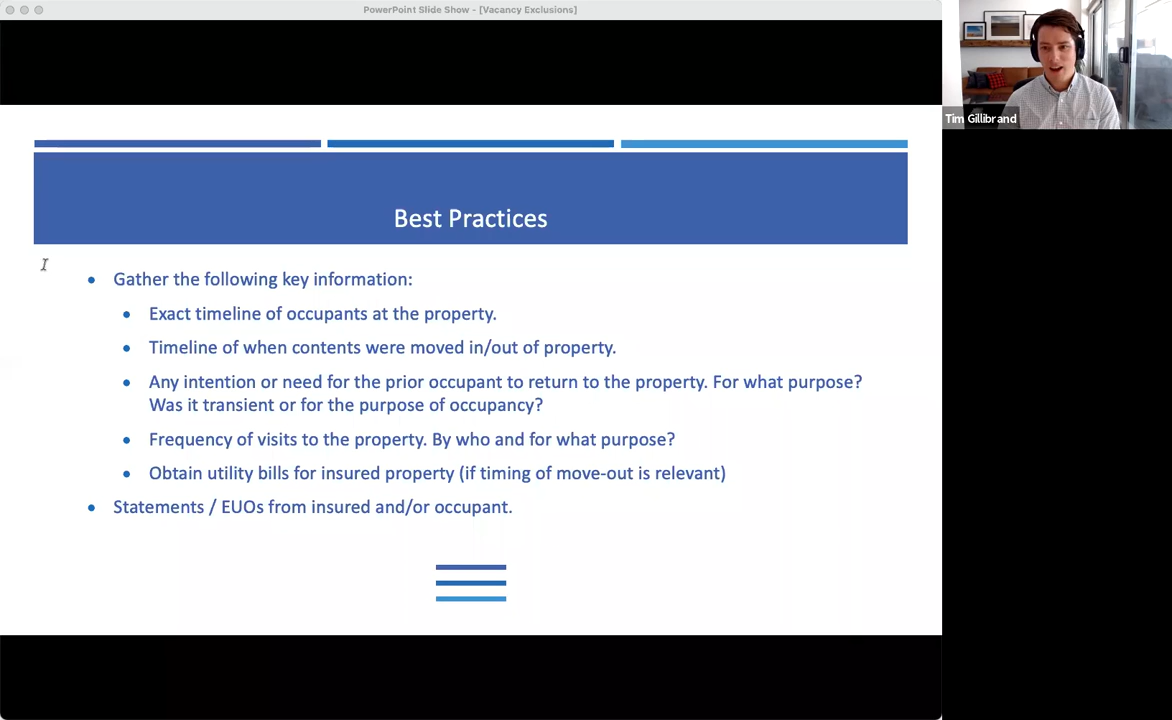 PowerPoint Slide Show - [Vacancy Exclusions]
Tim Gillibrand
Best Practices
• Gather the following key information:
• Exact timeline of occupants at the property.
• Timeline of when contents were moved in/out of property.
• Any intention or need for the prior occupant to return to the property. For what purpose?
Was it transient or for the purpose of occupancy?
• Frequency of visits to the property. By who and for what purpose?
• Obtain utility bills for insured property (if timing of move-out is relevant)
• Statements / EUOs from insured and/or occupant.